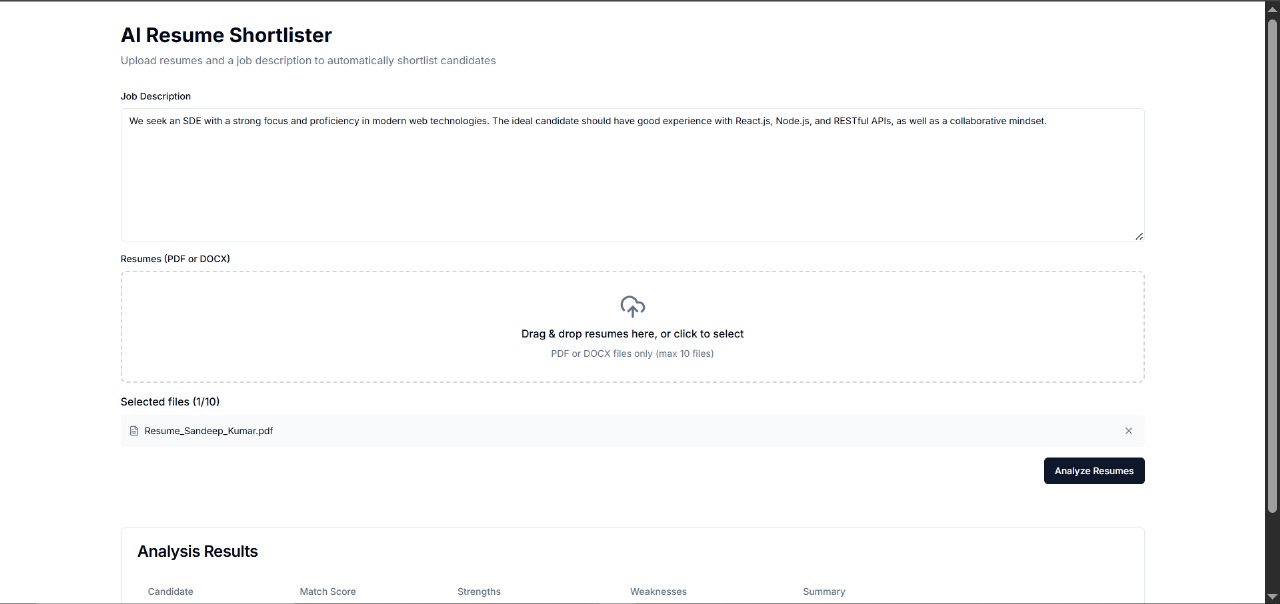 AI Resume Shortlister
Upload resumes and a job description to automatically shortlist candidates
Job Description
We seek an SDE with a strong focus and proficiency in modern web technologies. The ideal candidate should have good experience with React.js, Node.js, and RESTful APIs, as well as a collaborative mindset.
Resumes (PDF or DOCX)
Drag & drop resumes here, or click to select
PDF or DOCX files only (max 10 files)
Selected files (1/10)
Resume_Sandeep_Kumar.pdf
Analyze Resumes
Analysis Results
Candidate Match Score Strengths Weaknesses Summary